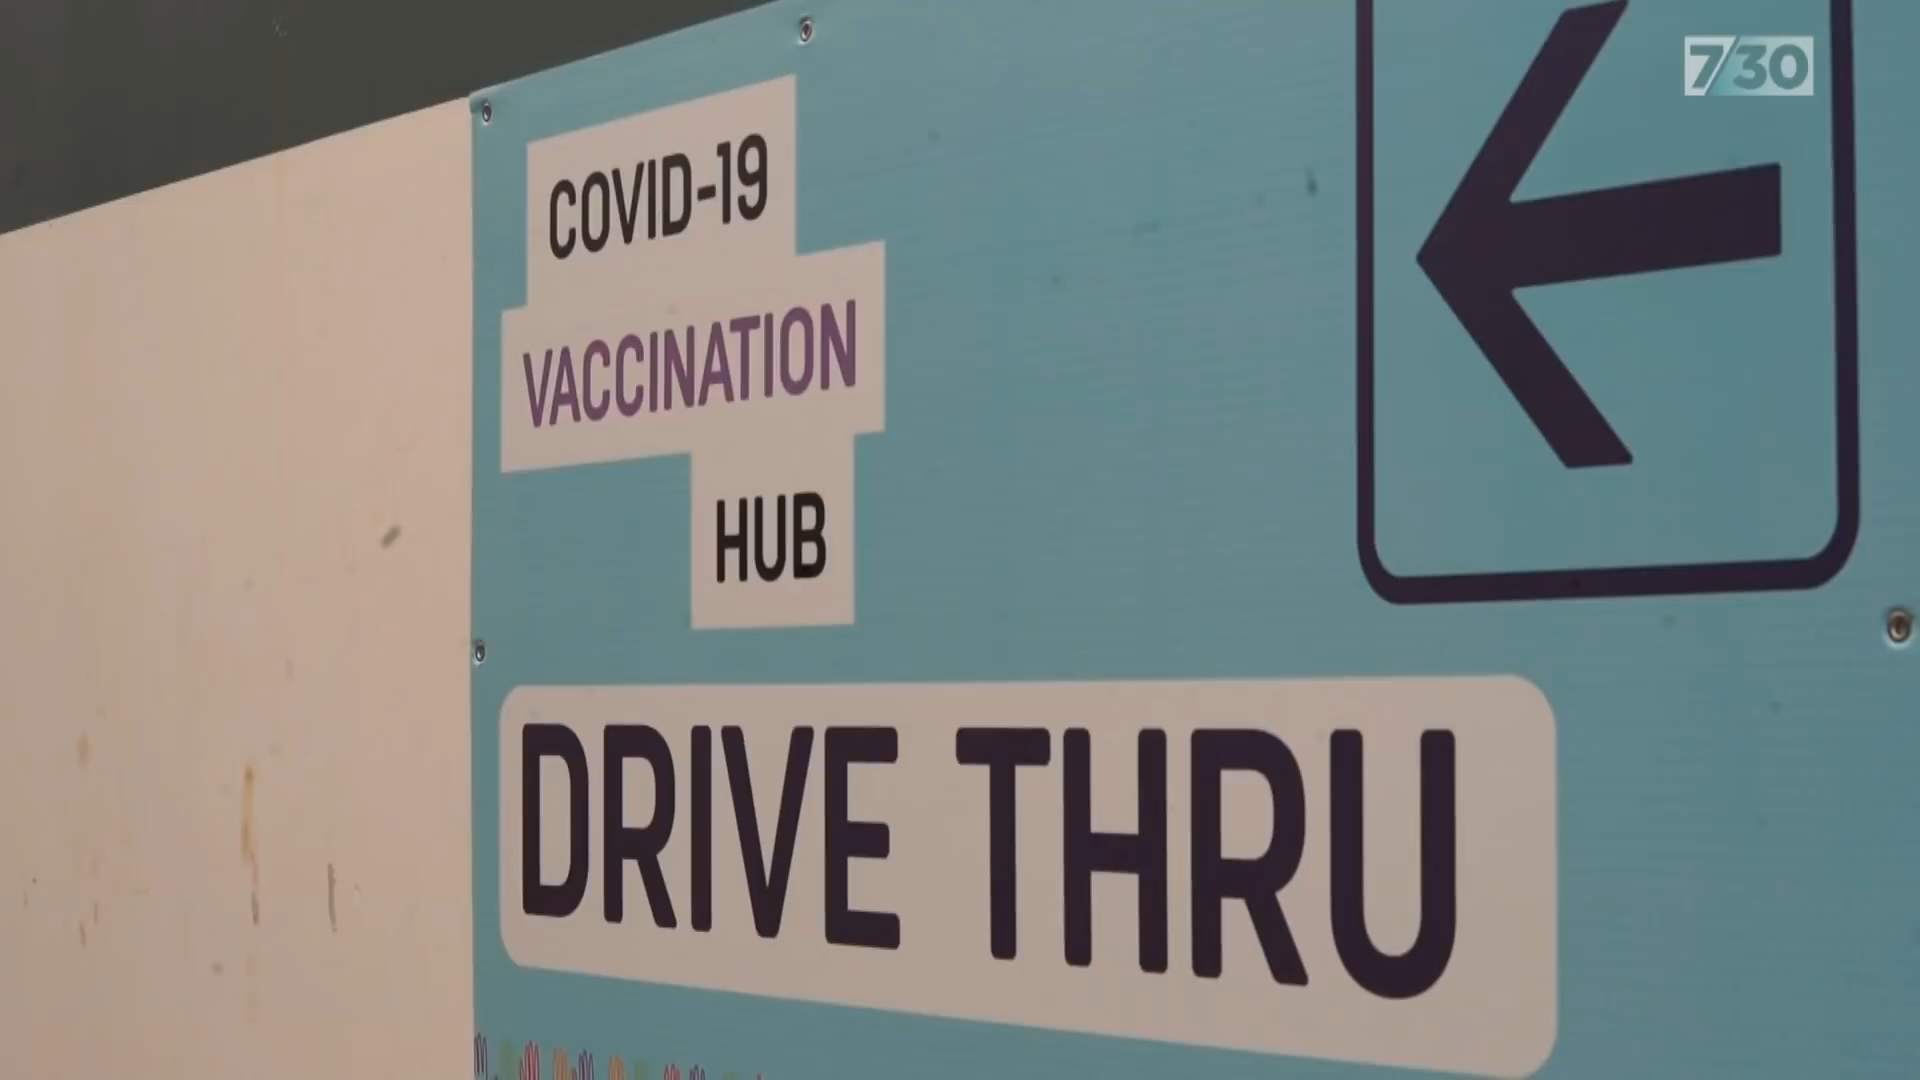 7/30
COVID-19
VACCINATION
HUB
DRIVE THRU